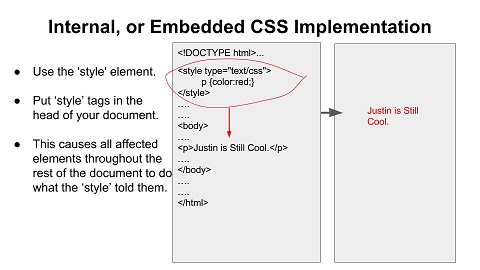 Internal, or Embedded CSS Implementation
● Use the 'style' element.
● Put ‘style’ tags in the
head of your document.
● This causes all affected
elements throughout the
rest of the document to do
what the ‘style’ told them.
<!DOCTYPE html>...
<style type="text/css">
p {color:red;}
</style>
....
....
<body>
....
<p>Justin is Still Cool.</p>
....
</body>
....
....
</html>
Justin is Still
Cool.